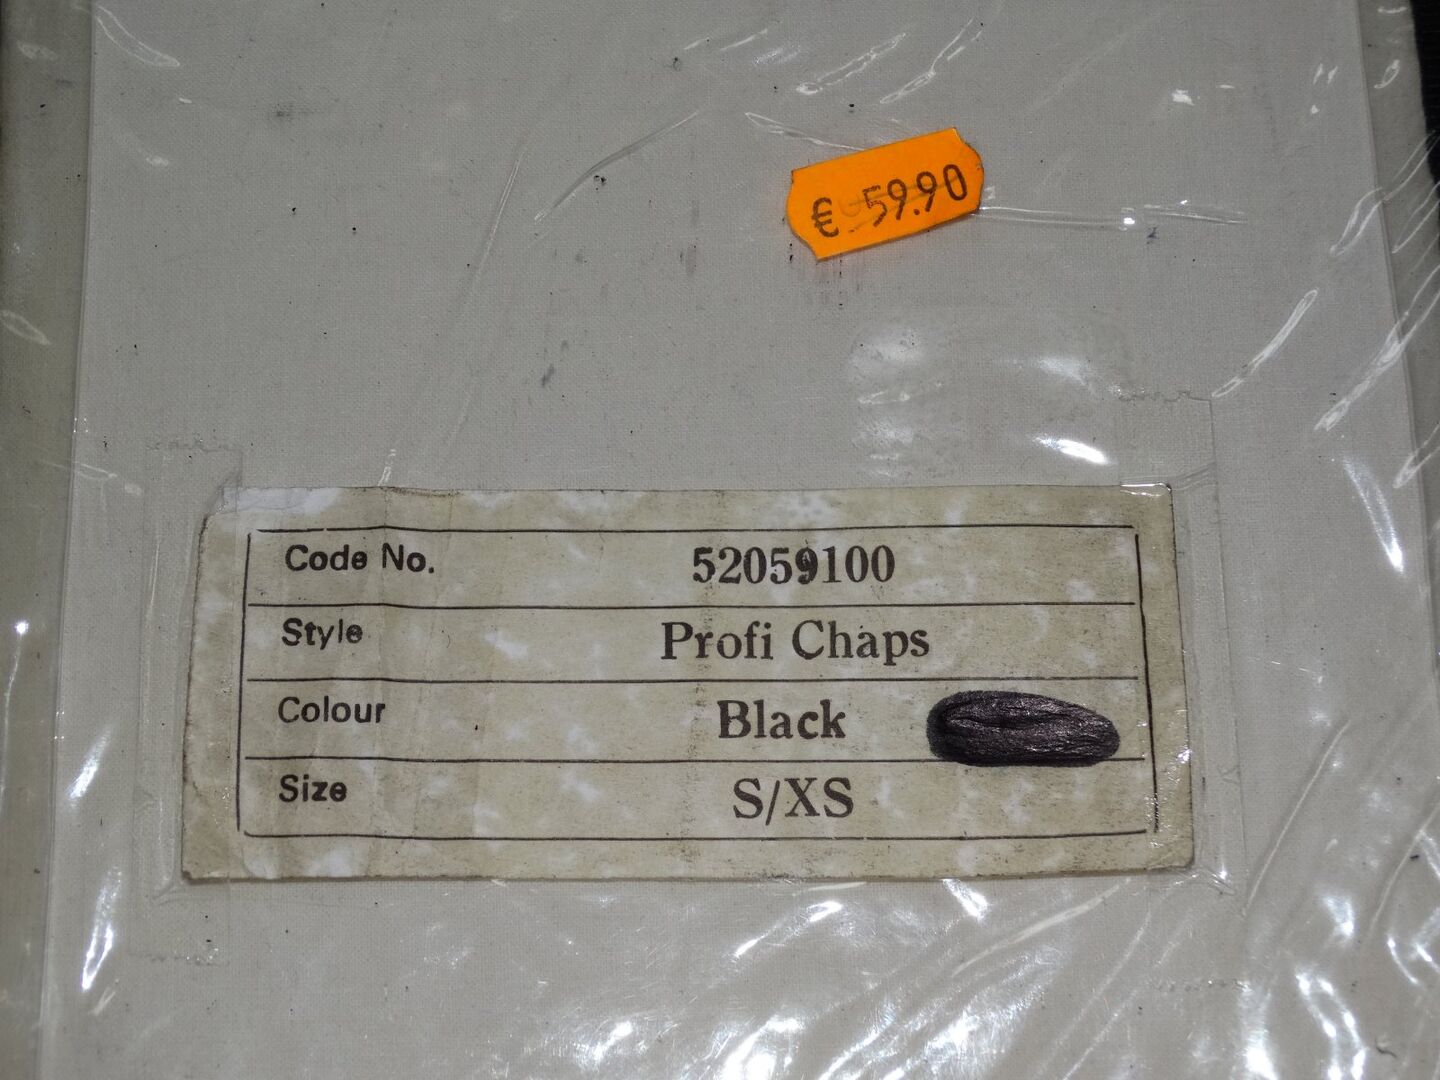 € 59.90
Code No. 52059100
Style Profi Chaps
Colour Black
Size S/XS